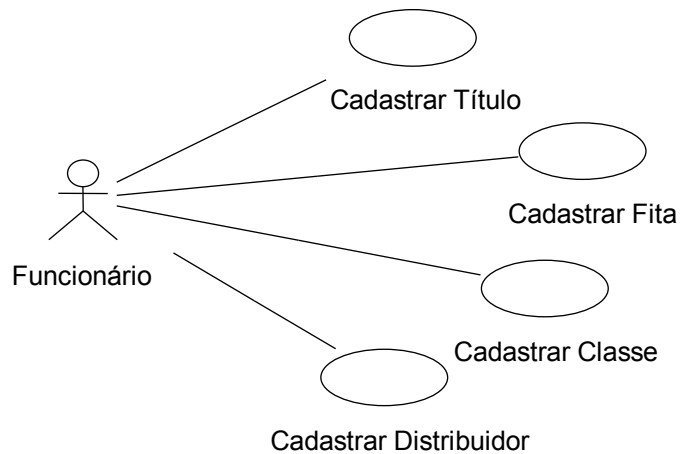 Cadastrar Título
Cadastrar Fita
Funcionário
Cadastrar Classe
Cadastrar Distribuidor